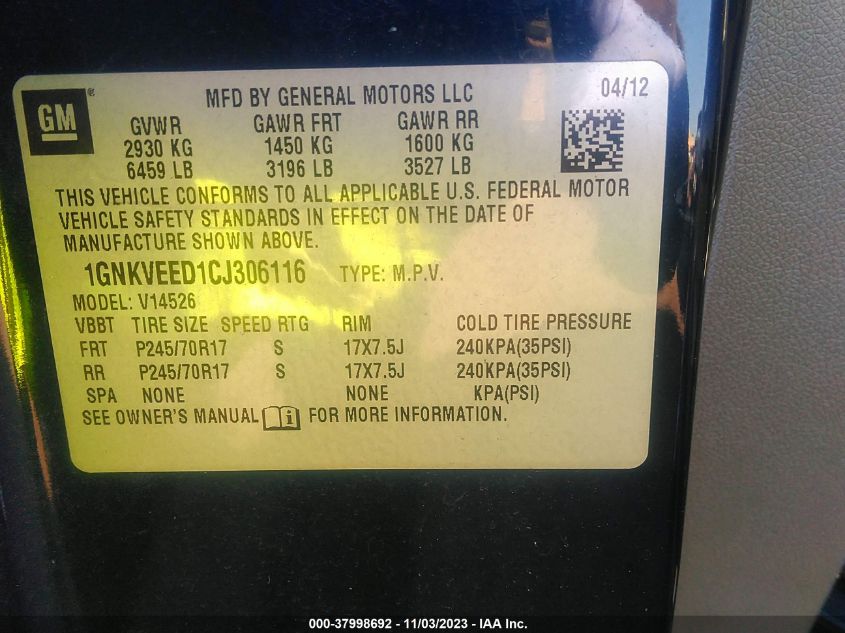 GM
®
MFD BY GENERAL MOTORS LLC
04/12
GVWR GAWR FRT GAWR RR
2930 KG 1450 KG 1600 KG
6459 LB 3196 LB 3527 LB
THIS VEHICLE CONFORMS TO ALL APPLICABLE U.S. FEDERAL MOTOR
VEHICLE SAFETY STANDARDS IN EFFECT ON THE DATE OF
MANUFACTURE SHOWN ABOVE.
1GNKVEED1CJ306116 TYPE: M.P.V.
MODEL: V14526
VBBT TIRE SIZE SPEED RTG RIM COLD TIRE PRESSURE
FRT P245/70R17 S 17X7.5J 240KPA(35PSI)
RR P245/70R17 S 17X7.5J 240KPA(35PSI)
SPA NONE NONE KPA(PSI)
SEE OWNER'S MANUAL i FOR MORE INFORMATION.
000-37998692 - 11/03/2023 - IAA Inc.